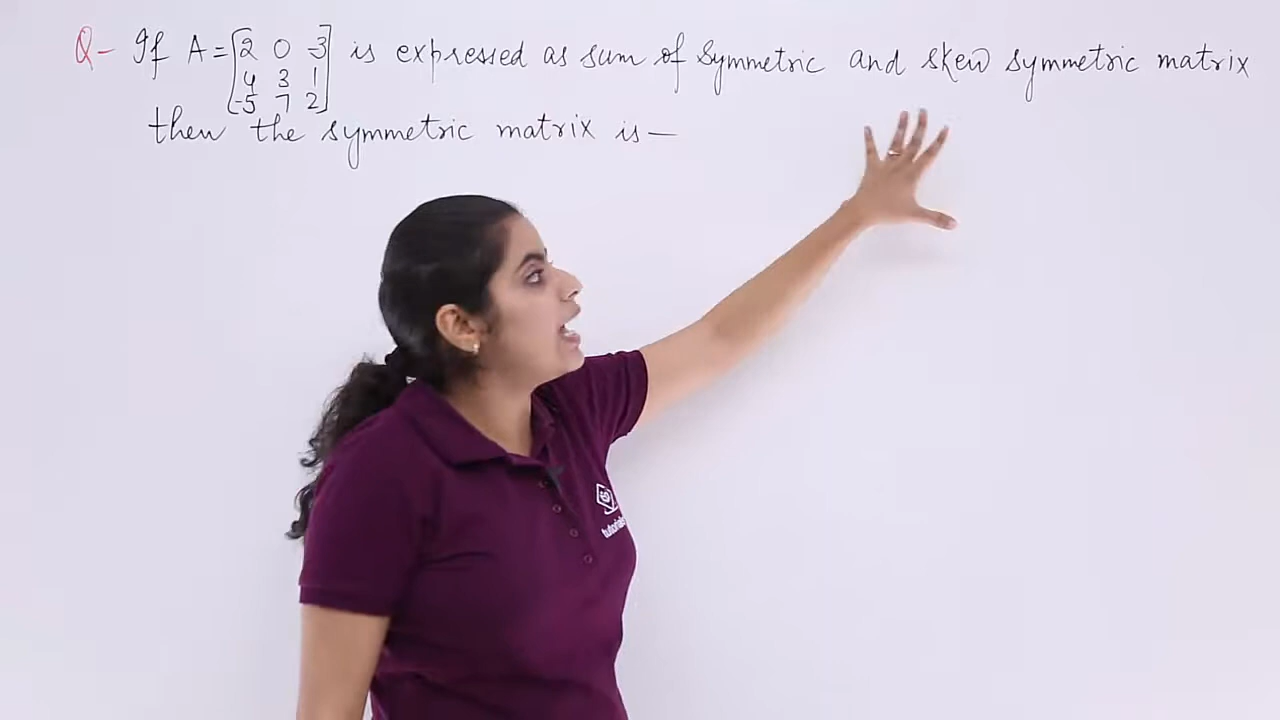 Q- If A = [2 0 -3 is expressed as sum of symmetric and skew symmetric matrix
4 3 1
-5 7 2]
then the symmetric matrix is —
tutorials